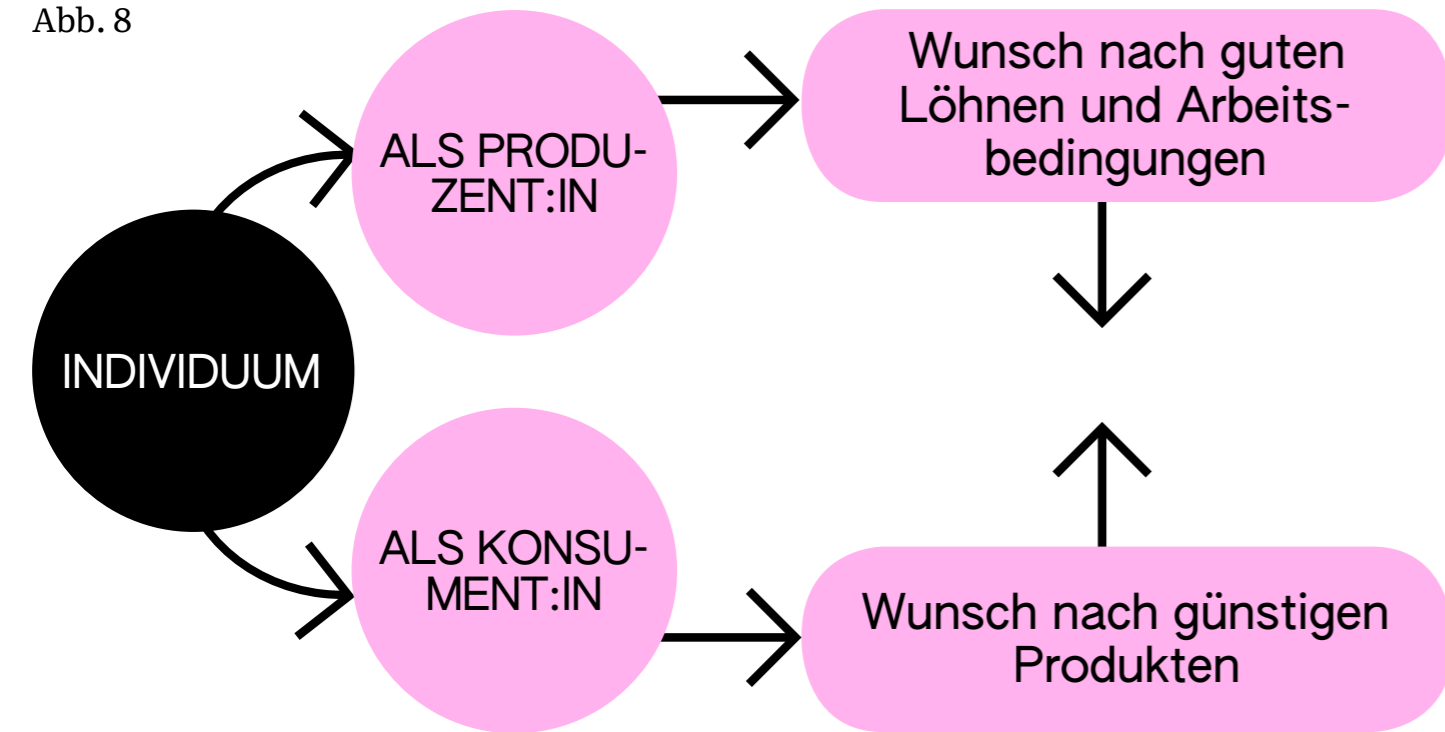 Abb. 8
ALS PRODU-
ZENT:IN
Wunsch nach guten
Löhnen und Arbeits-
bedingungen
INDIVIDUUM
ALS KONSU-
MENT:IN
Wunsch nach günstigen
Produkten